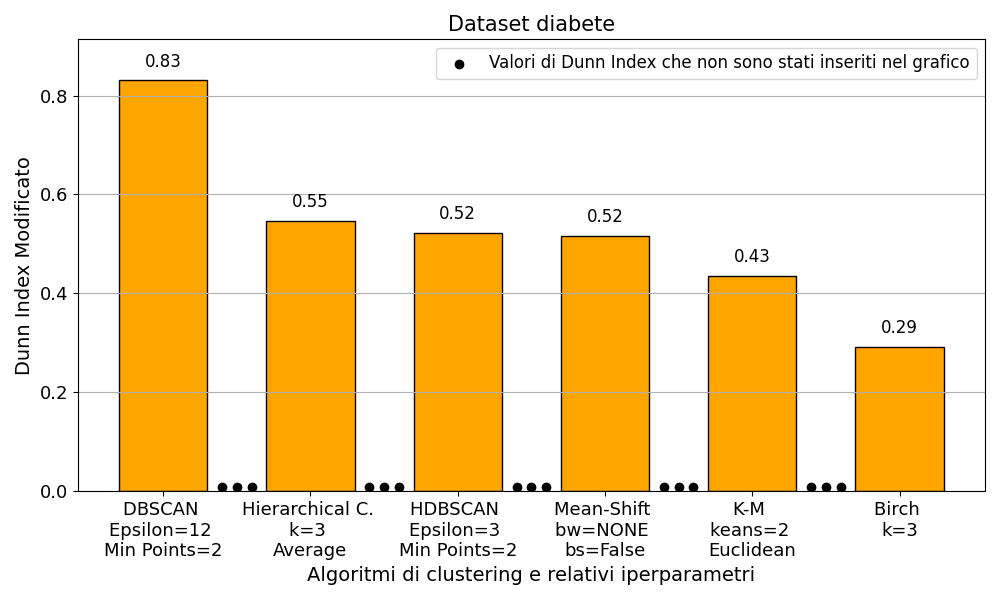 Dataset diabete
Valori di Dunn Index che non sono stati inseriti nel grafico
Dunn Index Modificato
0.8
0.6
0.4
0.2
0.0
0.83
0.55
0.52
0.52
0.43
0.29
DBSCAN
Epsilon=12
Min Points=2
Hierarchical C.
k=3
Average
HDBSCAN
Epsilon=3
Min Points=2
Mean-Shift
bw=NONE
bs=False
K-M
keans=2
Euclidean
Birch
k=3
Algoritmi di clustering e relativi iperparametri